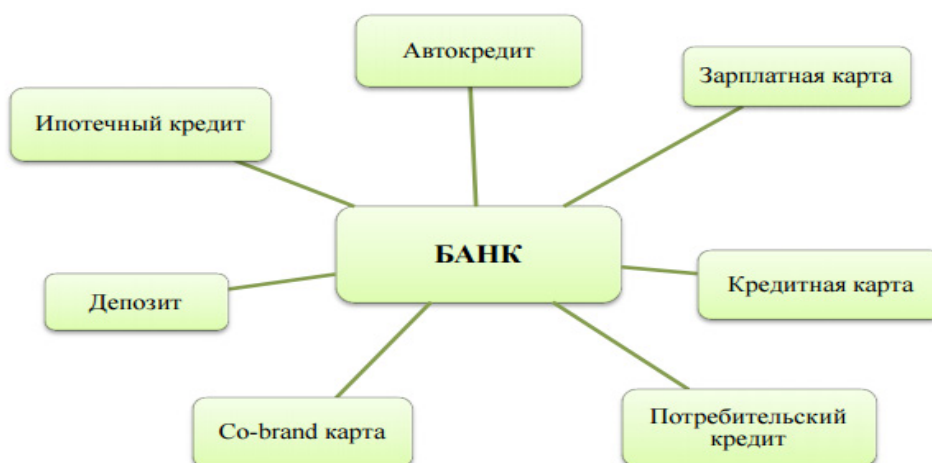 Автокредит
Зарплатная карта
Ипотечный кредит
БАНК
Кредитная карта
Депозит
Co-brand карта
Потребительский
кредит